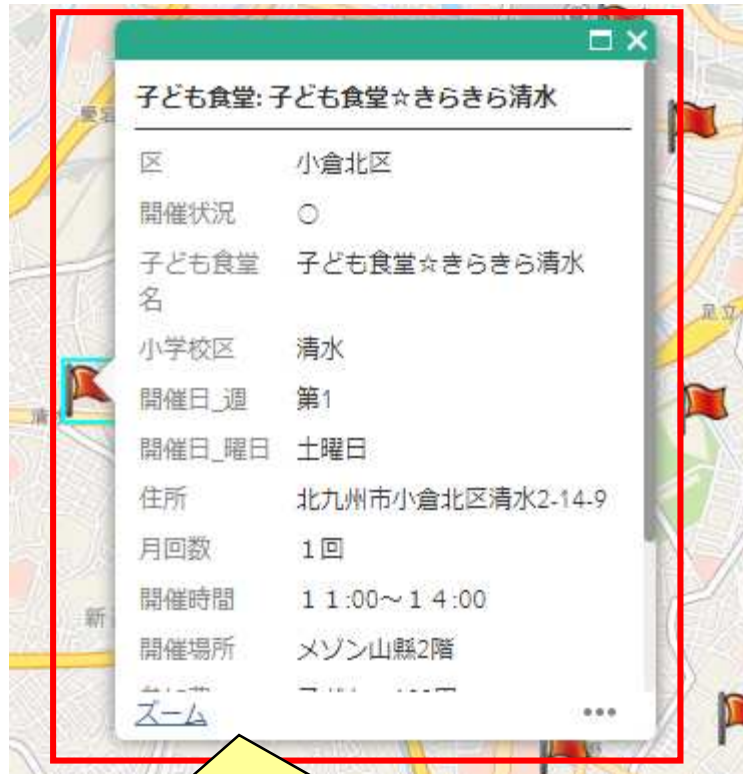 子ども食堂: 子ども食堂☆きらきら清水
区 小倉北区
開催状況 ○
子ども食堂名 子ども食堂☆きらきら清水
小学校区 清水
開催日_週 第1
開催日_曜日 土曜日
住所 北九州市小倉北区清水2-14-9
月回数 １回
開催時間 １１:00～１４:00
開催場所 メゾン山縣2階
ズーム
足立
新